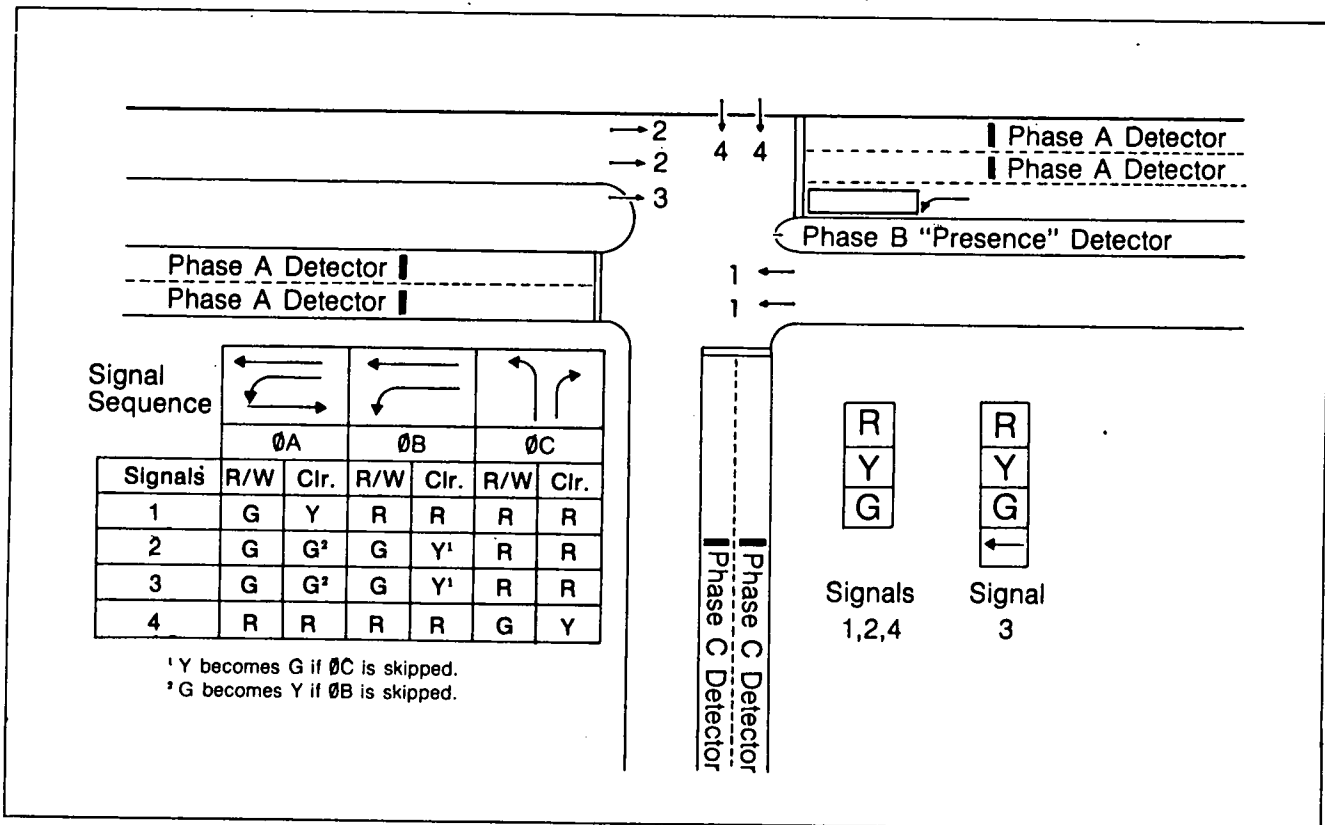 2
2
3
4 4
Phase A Detector
Phase A Detector
Phase B "Presence" Detector
Phase A Detector
Phase A Detector
1
1
Signal
Sequence
ØA ØB ØC
Signals R/W Clr. R/W Clr. R/W Clr.
1 G Y R R R R
2 G G² G Y¹ R R
3 G G² G Y¹ R R
4 R R R R G Y
¹ Y becomes G if ØC is skipped.
² G becomes Y if ØB is skipped.
Phase C Detector
Phase C Detector
R
Y
G
Signals
1,2,4
R
Y
G
Signal
3